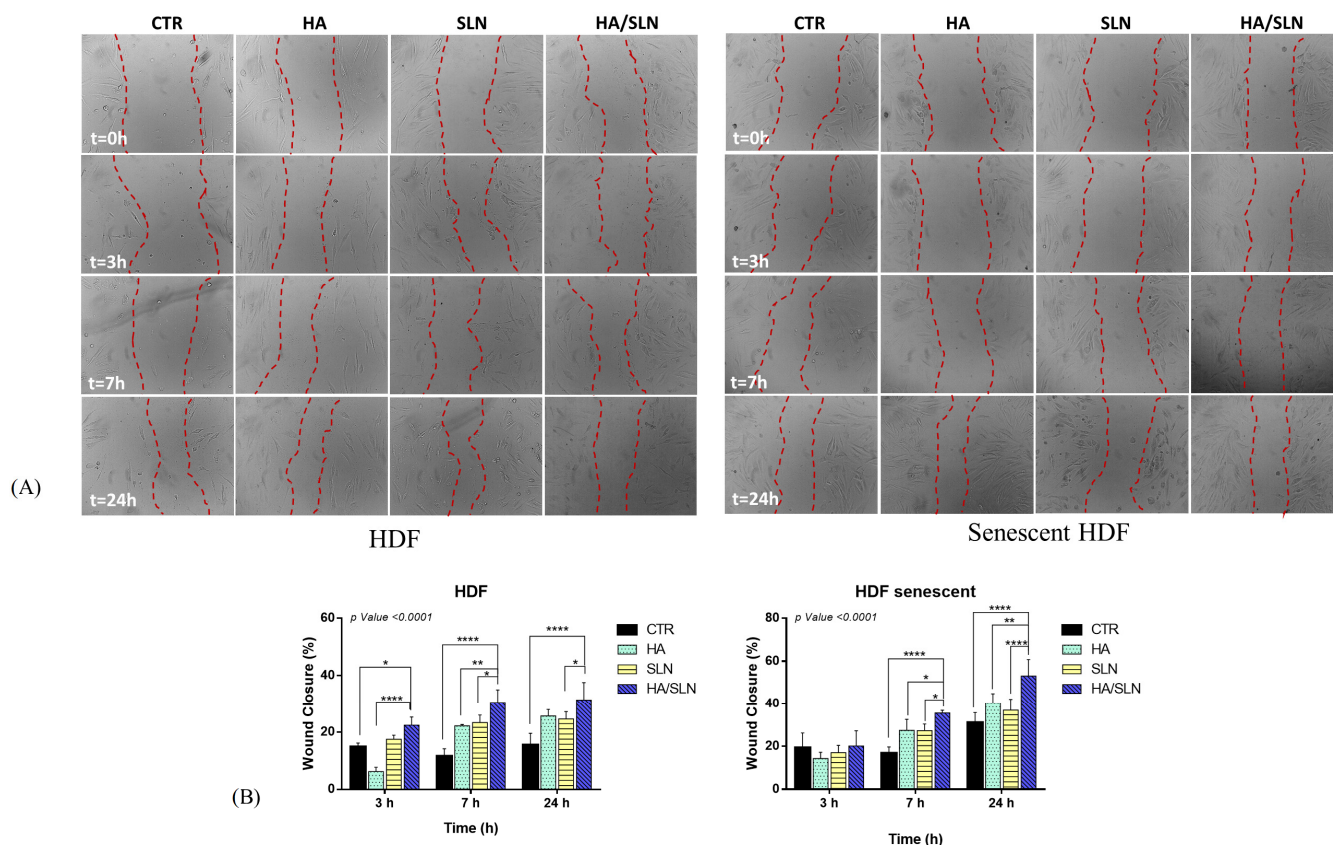 CTR HA SLN HA/SLN
t=0h
t=3h
t=7h
t=24h
(A)
HDF
CTR HA SLN HA/SLN
t=0h
t=3h
t=7h
t=24h
Senescent HDF
(B)
HDF
p Value <0.0001
Wound Closure (%)
60
40
20
0
* **** **** ** * **** *
3 h 7 h 24 h
Time (h)
CTR
HA
SLN
HA/SLN
HDF senescent
p Value <0.0001
Wound Closure (%)
80
60
40
20
0
**** * * **** ** ****
3 h 7 h 24 h
Time (h)
CTR
HA
SLN
HA/SLN